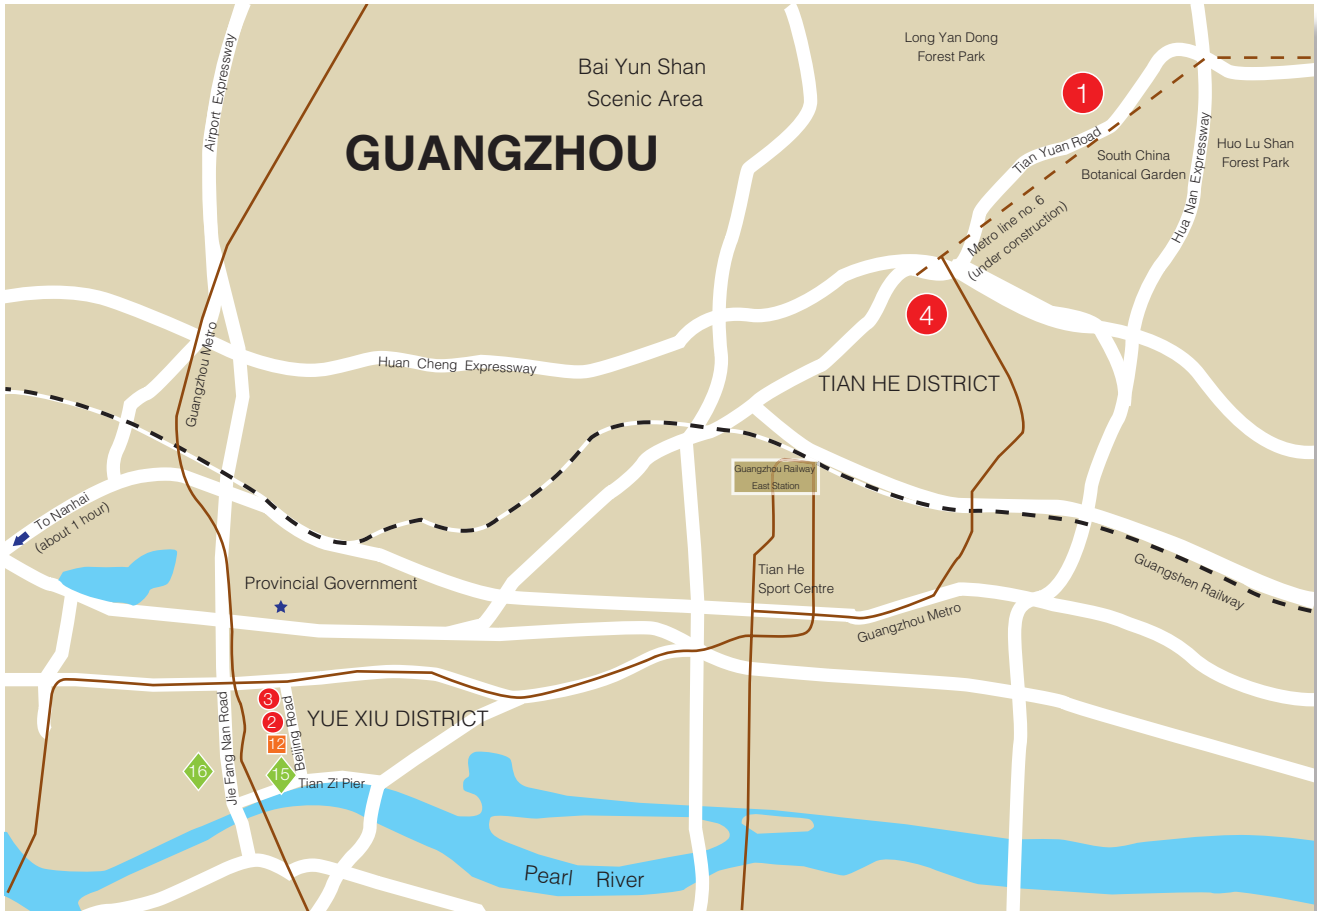 Long Yan Dong
Forest Park
Bai Yun Shan
Scenic Area
Airport Expressway
1
GUANGZHOU
Tian Yuan Road
South China
Botanical Garden
Huo Lu Shan
Forest Park
Hua Nan Expressway
Metro line no. 6
(under construction)
4
Guangzhou Metro
Huan Cheng Expressway
TIAN HE DISTRICT
Guangzhou Railway
East Station
To Nanhai
(about 1 hour)
Provincial Government
Tian He
Sport Centre
Guangshen Railway
Guangzhou Metro
3
2
12
YUE XIU DISTRICT
Jie Fang Nan Road
Beijing Road
16
15
Tian Zi Pier
Pearl River